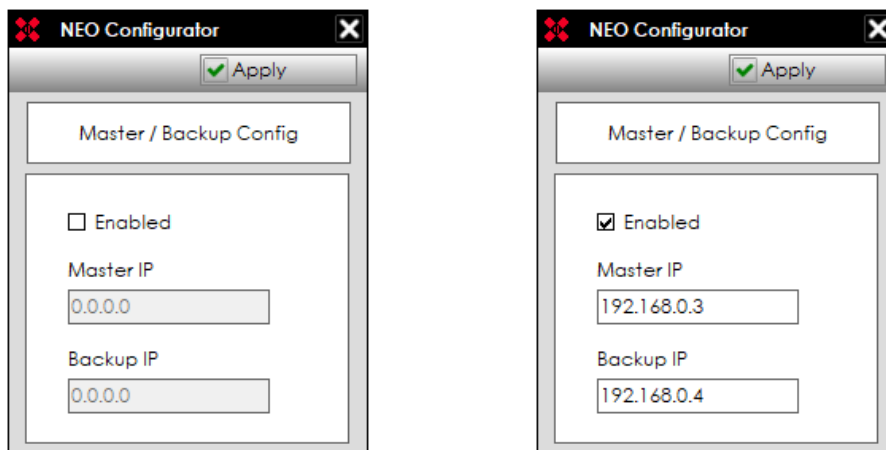 NEO Configurator
Apply
Master / Backup Config
Enabled
Master IP
0.0.0.0
Backup IP
0.0.0.0
NEO Configurator
Apply
Master / Backup Config
Enabled
Master IP
192.168.0.3
Backup IP
192.168.0.4